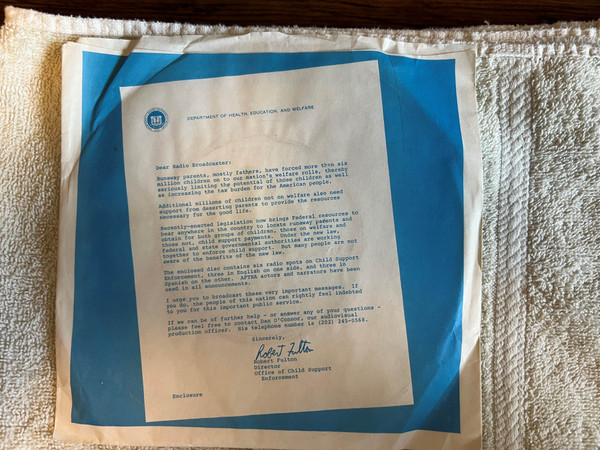 DEPARTMENT OF HEALTH, EDUCATION, AND WELFARE
Dear Radio Broadcaster:
Runaway parents, mostly fathers, have forced more than six
million children on to our nation's welfare rolls, thereby
seriously limiting the potential of those children as well
as increasing the tax burden for the American people.
Additional millions of children not on welfare also need
support from deserting parents to provide the resources
necessary for the good life.
Recently-enacted legislation now brings Federal resources to
bear anywhere in the country to locate runaway parents and
obtain for both groups of children, those on welfare and
those not, child support payments. Under the new law,
federal and state governmental authorities are working
together to enforce child support. But many people are not
aware of the benefits of the new law.
The enclosed disc contains six radio spots on Child Support
Enforcement, three in English on one side, and three in
Spanish on the other. AFTRA actors and narrators have been
used in all announcements.
I urge you to broadcast these very important messages. If
you do, the people of this nation can rightly feel indebted
to you for this important public service.
If we can be of further help - or answer any of your questions -
please feel free to contact Dan O'Connor, our audiovisual
production officer. His telephone number is (202) 245-0568.
Sincerely,
Robert Fulton
Robert Fulton
Director
Office of Child Support
Enforcement
Enclosure